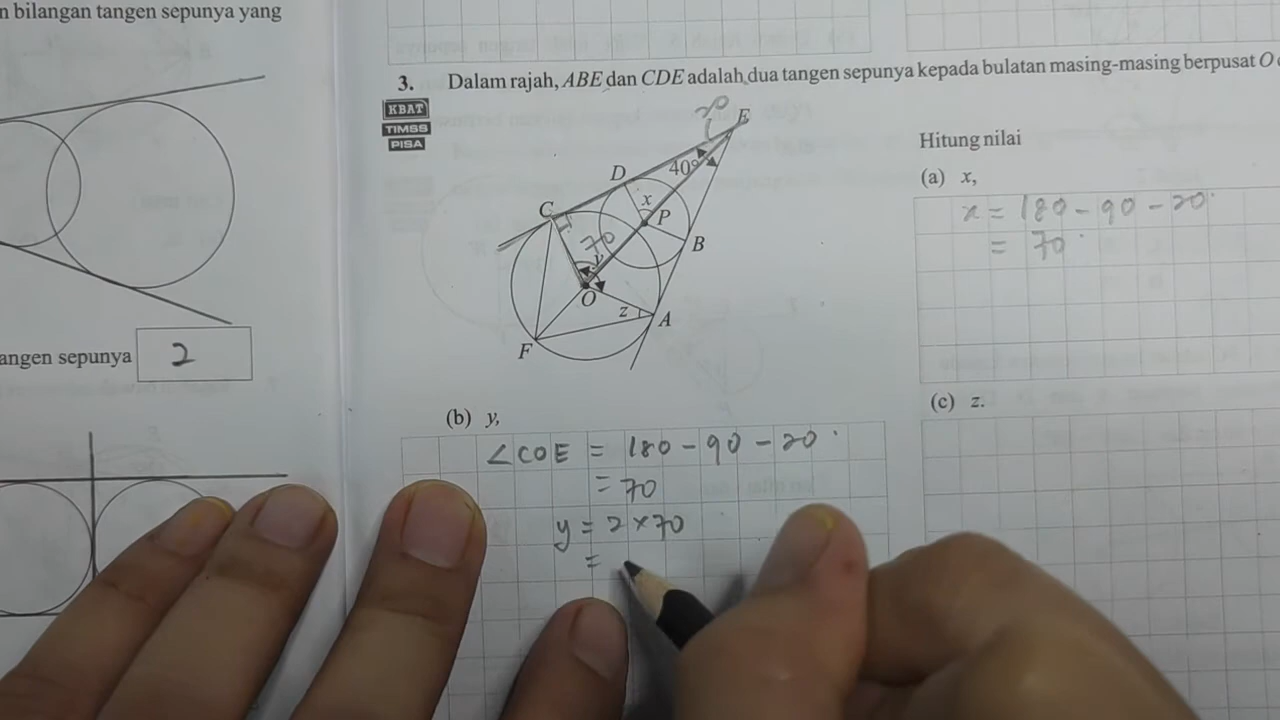 n bilangan tangen sepunya yang
angen sepunya 2
3. Dalam rajah, ABE dan CDE adalah dua tangen sepunya kepada bulatan masing-masing berpusat O
KBAT
TIMSS
PISA
20
E
40°
D
x
C
P
70
B
y
O
z
A
F
Hitung nilai
(a) x,
x = 180 - 90 - 20
= 70
(b) y,
∠COE = 180 - 90 - 20
= 70
y = 2 × 70
=
(c) z.